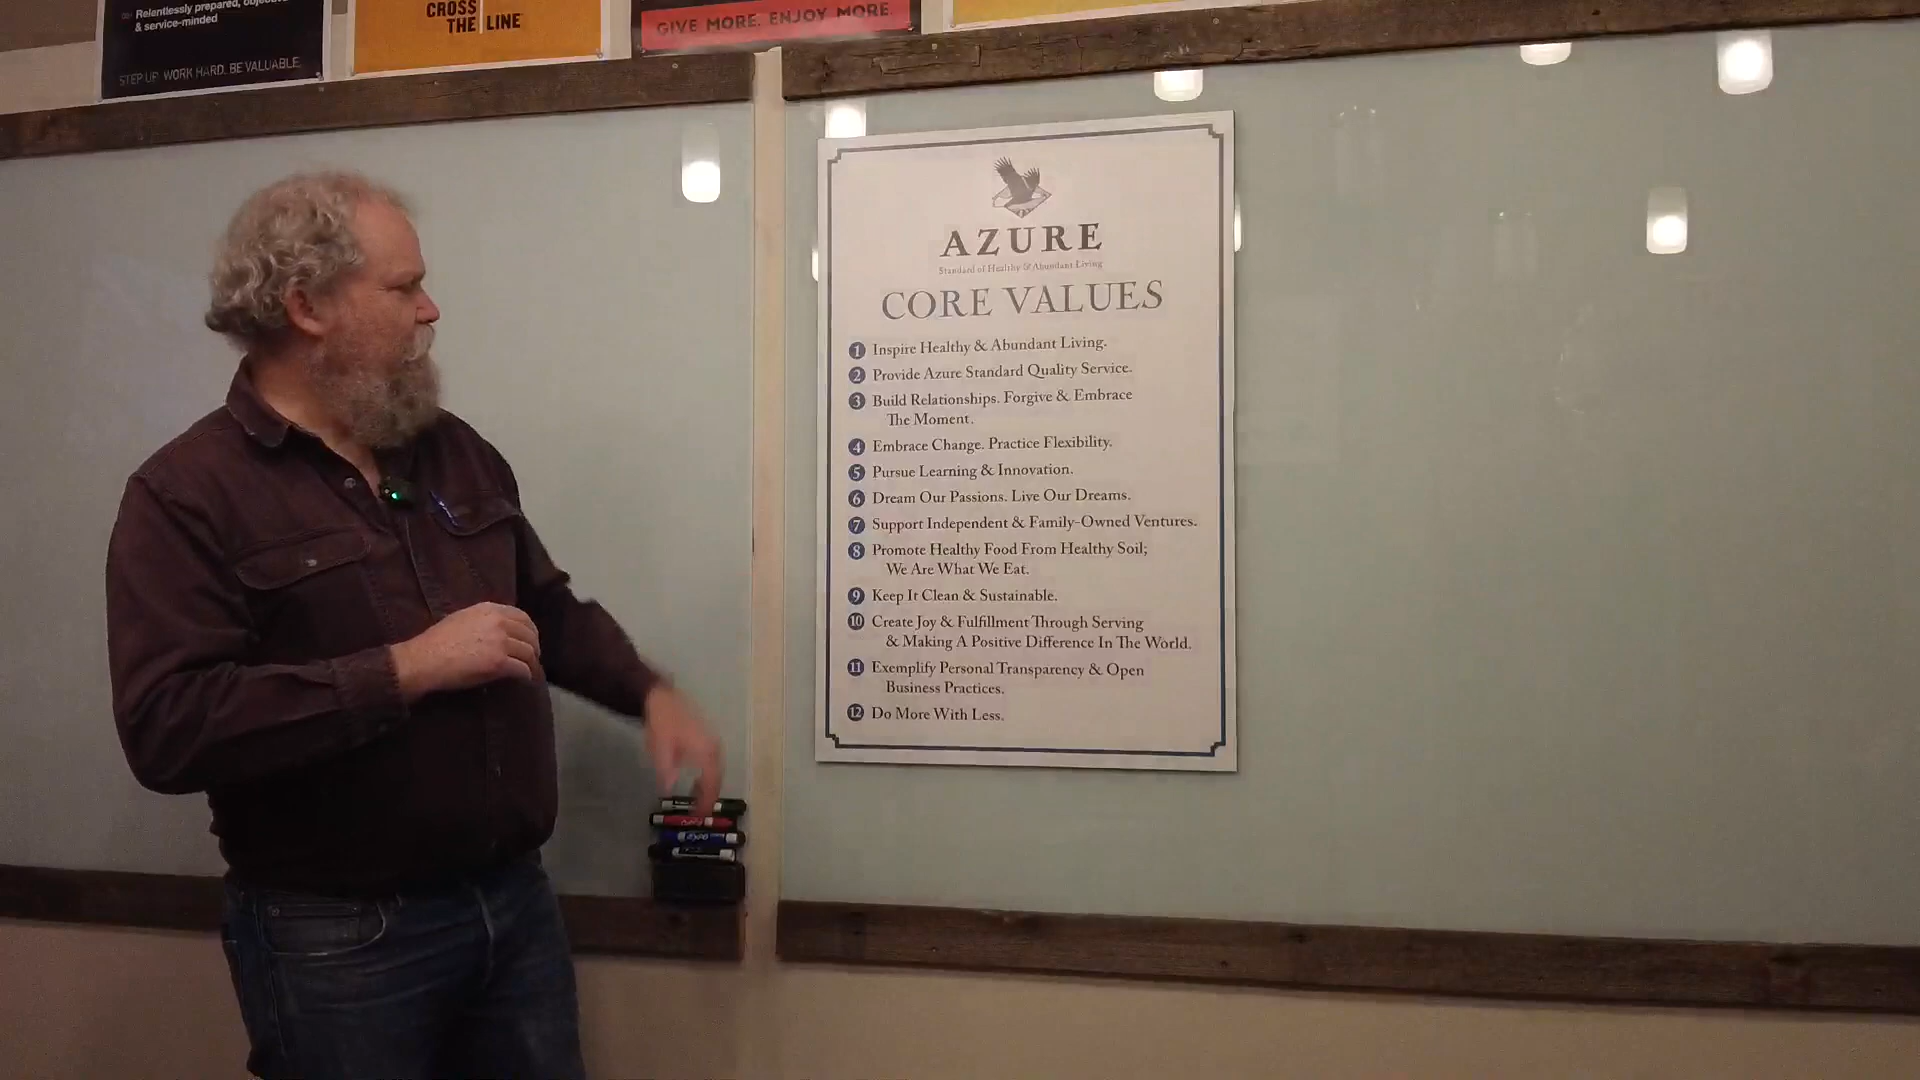 Relentlessly prepared, objective
& service-minded
STEP UP. WORK HARD. BE VALUABLE.
CROSS
THE LINE
GIVE MORE. ENJOY MORE.
AZURE
Standard of Healthy & Abundant Living
CORE VALUES
1 Inspire Healthy & Abundant Living.
2 Provide Azure Standard Quality Service.
3 Build Relationships. Forgive & Embrace
The Moment.
4 Embrace Change. Practice Flexibility.
5 Pursue Learning & Innovation.
6 Dream Our Passions. Live Our Dreams.
7 Support Independent & Family-Owned Ventures.
8 Promote Healthy Food From Healthy Soil;
We Are What We Eat.
9 Keep It Clean & Sustainable.
10 Create Joy & Fulfillment Through Serving
& Making A Positive Difference In The World.
11 Exemplify Personal Transparency & Open
Business Practices.
12 Do More With Less.